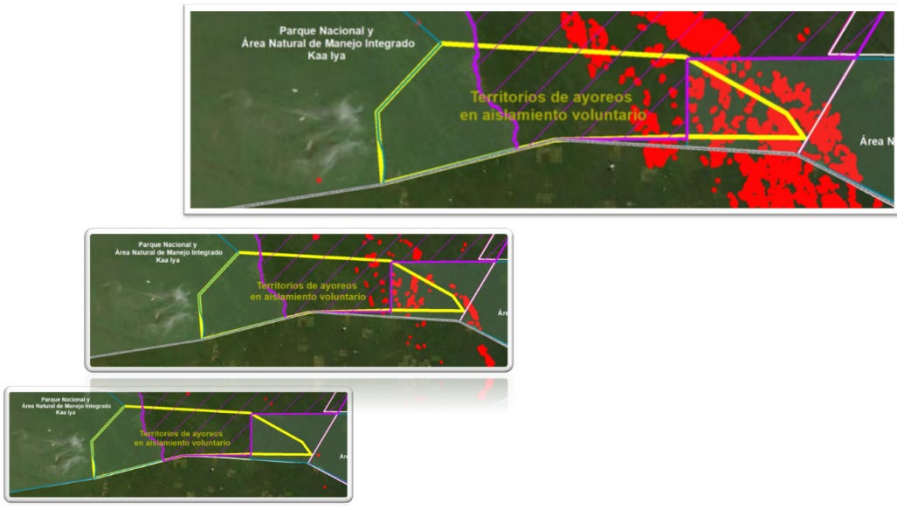 Parque Nacional y
Área Natural de Manejo Integrado
Kaa Iya
Territorios de ayoreos
en aislamiento voluntario
Área N
Parque Nacional y
Área Natural de Manejo Integrado
Kaa Iya
Territorios de ayoreos
en aislamiento voluntario
Áre
Parque Nacional y
Área Natural de Manejo Integrado
Kaa Iya
Territorios de ayoreos
en aislamiento voluntario
Áre